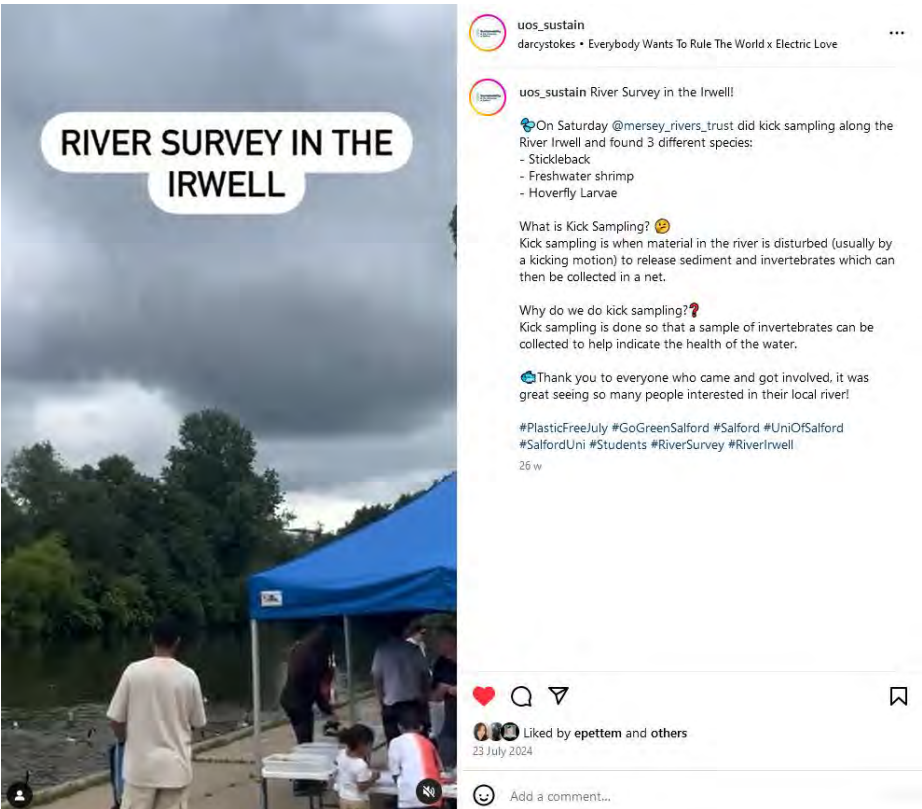 RIVER SURVEY IN THE
IRWELL
uos_sustain
darcystokes • Everybody Wants To Rule The World x Electric Love
uos_sustain River Survey in the Irwell!
On Saturday @mersey_rivers_trust did kick sampling along the
River Irwell and found 3 different species:
- Stickleback
- Freshwater shrimp
- Hoverfly Larvae
What is Kick Sampling? 🤔
Kick sampling is when material in the river is disturbed (usually by
a kicking motion) to release sediment and invertebrates which can
then be collected in a net.
Why do we do kick sampling?❓
Kick sampling is done so that a sample of invertebrates can be
collected to help indicate the health of the water.
🐟Thank you to everyone who came and got involved, it was
great seeing so many people interested in their local river!
#PlasticFreeJuly #GoGreenSalford #Salford #UniOfSalford
#SalfordUni #Students #RiverSurvey #RiverIrwell
26 w
Liked by epettem and others
23 July 2024
Add a comment...